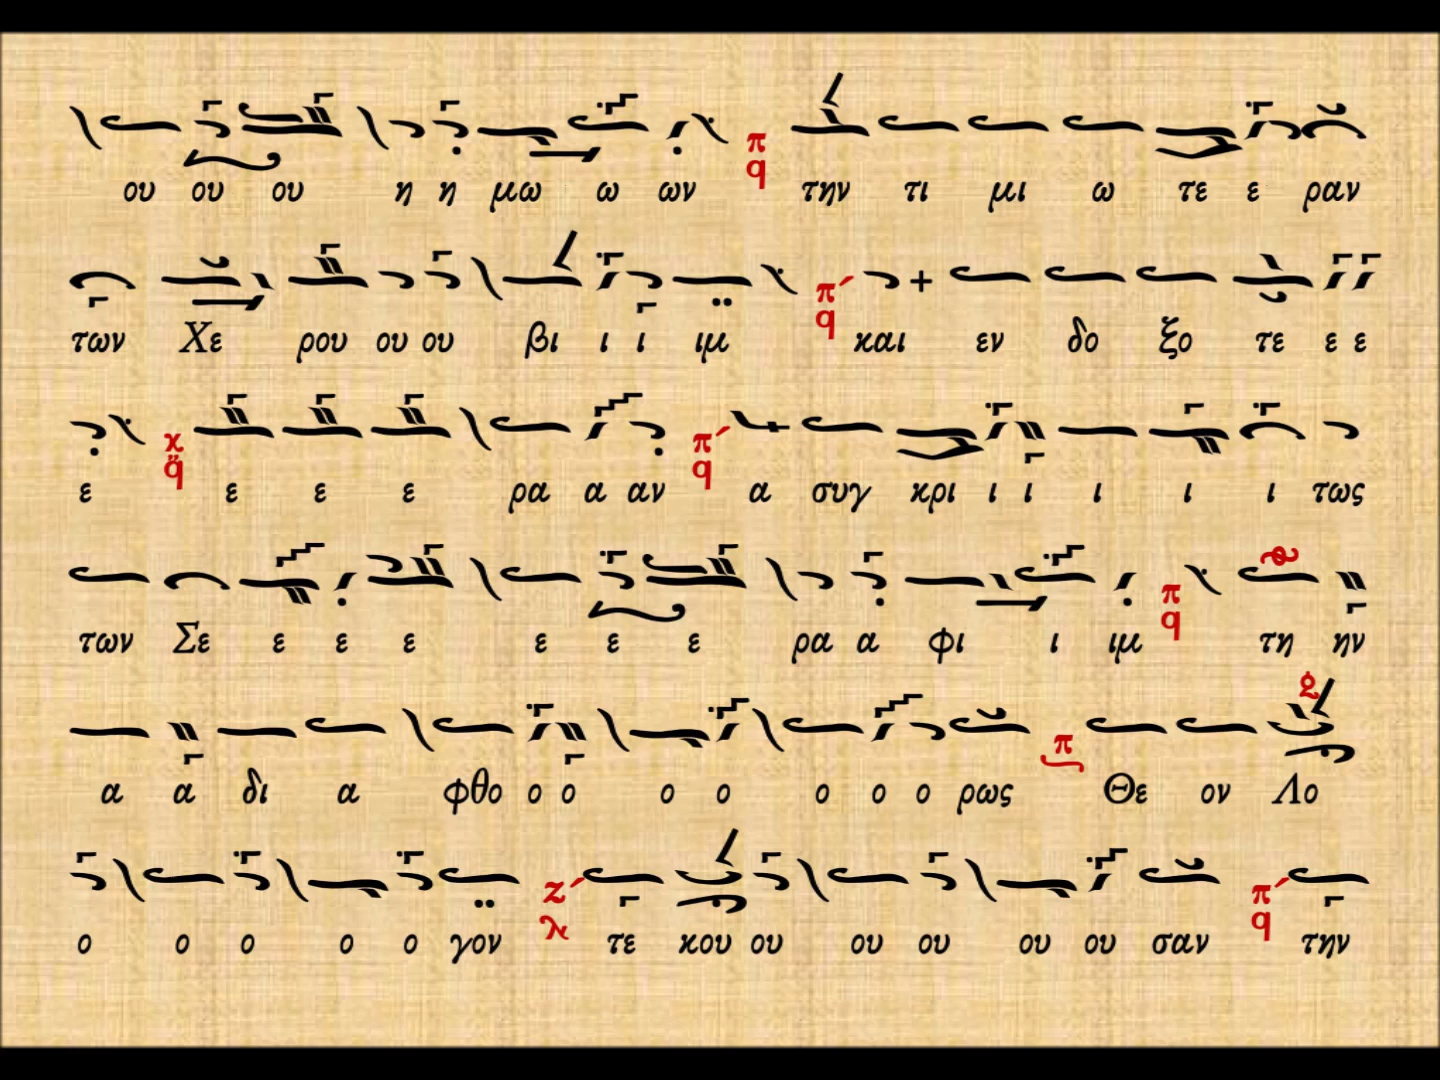 ου ου ου η η μω ω ων π q την τι μι ω τε ε ραν
των Χε ρου ου ου βι ι ι ιμ π q και εν δο ξο τε ε ε
ε κ q ε ε ε ρα α αν π q α συγ κρι ι ι ι ι ι τως
των Σε ε ε ε ε ε ε ρα α φι ι ιμ π q τη ην
α α δι α φθο ο ο ο ο ο ο ο ρως π Θε ον Λο
ο ο ο ο ο γον z λ τε κου ου ου ου ου ου σαν π q την